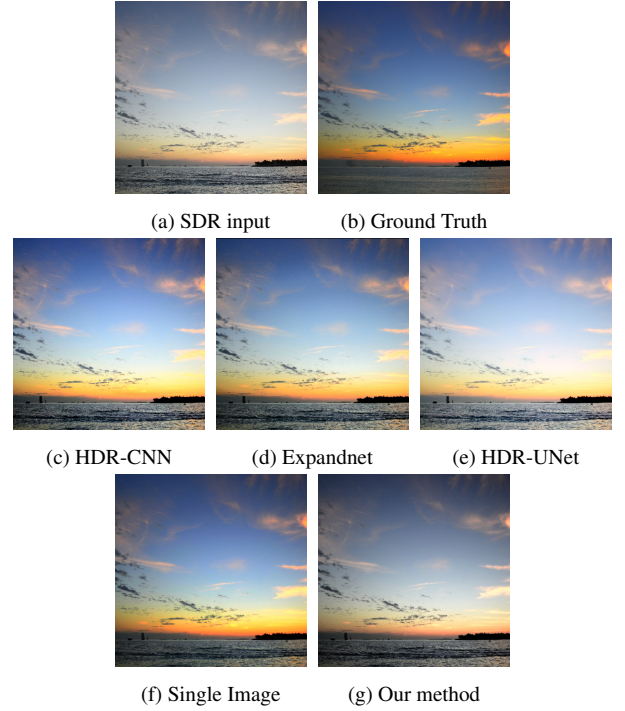 (a) SDR input
(b) Ground Truth
(c) HDR-CNN
(d) Expandnet
(e) HDR-UNet
(f) Single Image
(g) Our method